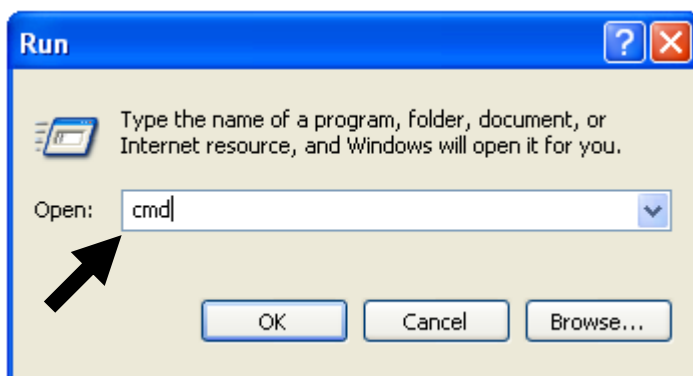 Run
Type the name of a program, folder, document, or
Internet resource, and Windows will open it for you.
Open: cmd
OK Cancel Browse...